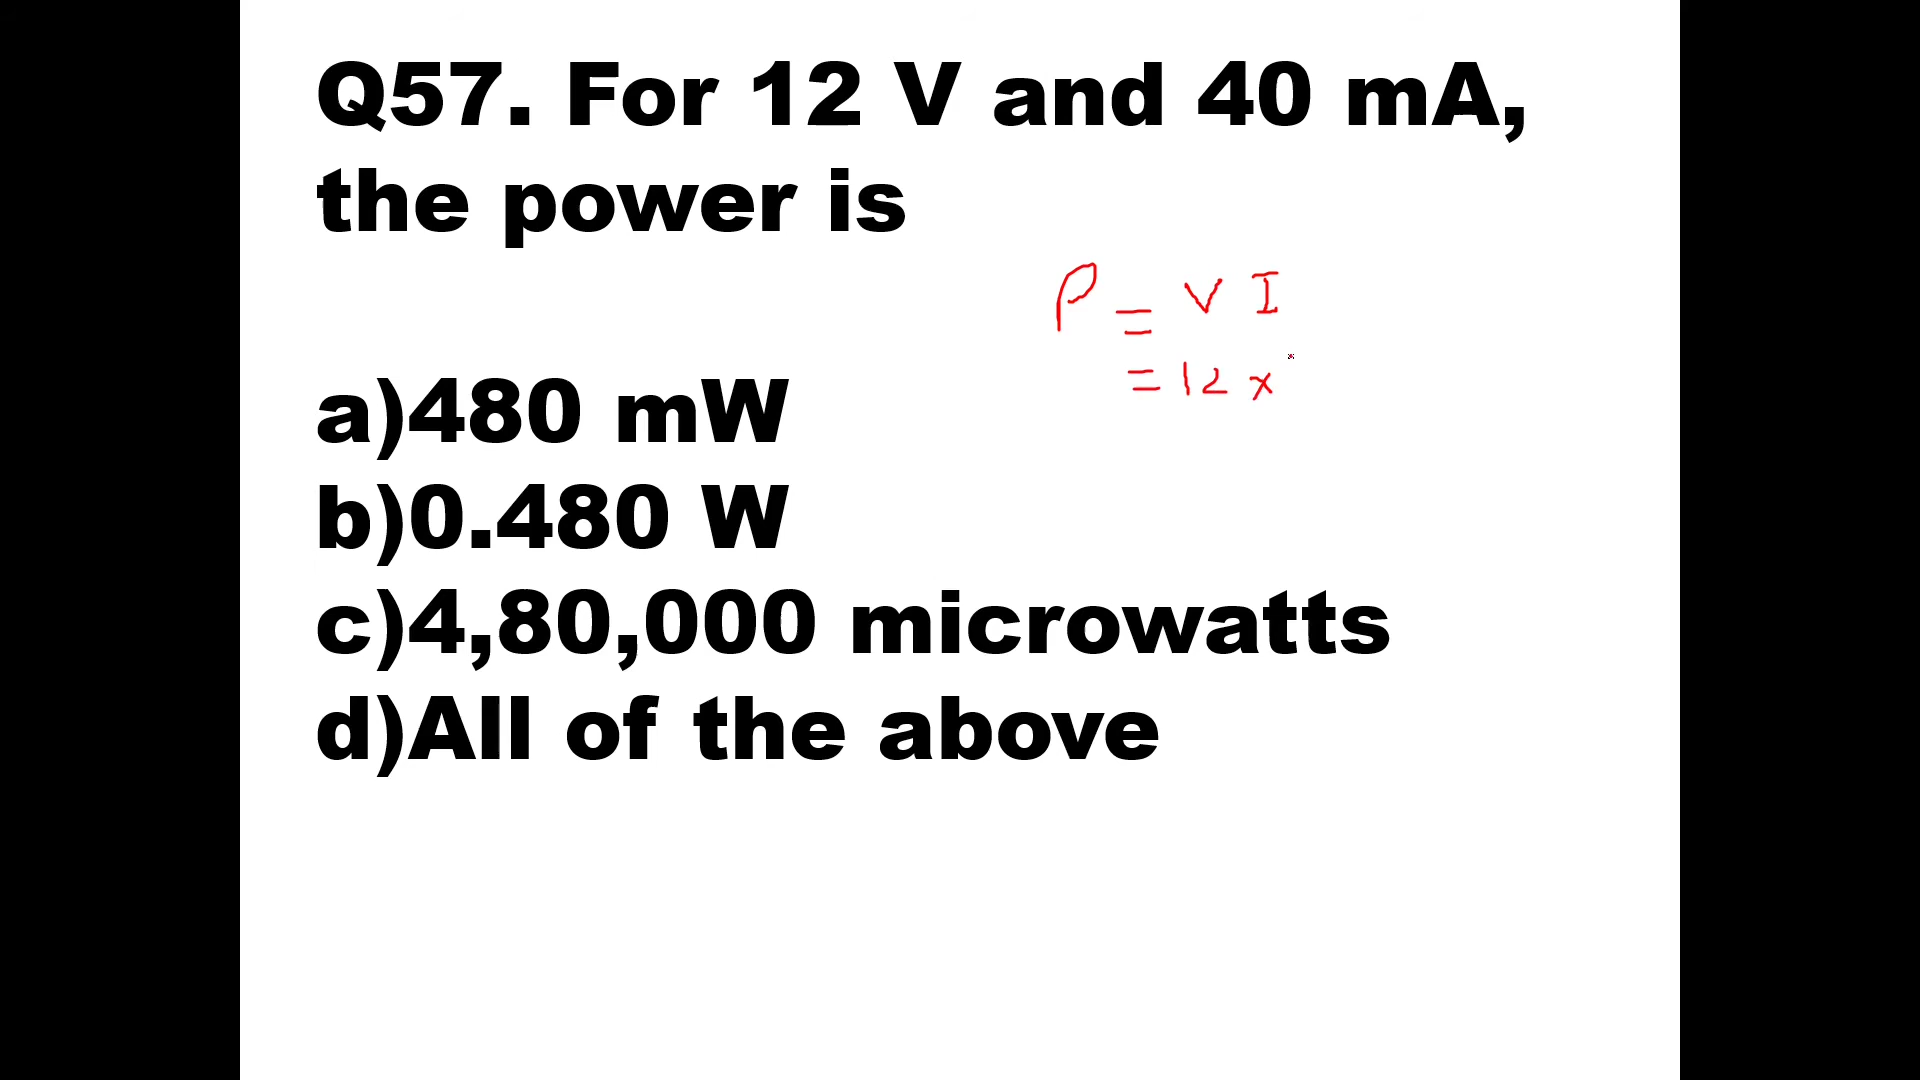 Q57. For 12 V and 40 mA,
the power is
P = V I
= 12 x
a)480 mW
b)0.480 W
c)4,80,000 microwatts
d)All of the above